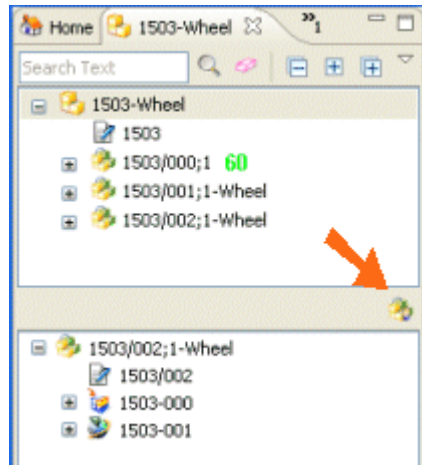 Home 1503-Wheel »1
Search Text
1503-Wheel
1503
1503/000;1 60
1503/001;1-Wheel
1503/002;1-Wheel
1503/002;1-Wheel
1503/002
1503-000
1503-001